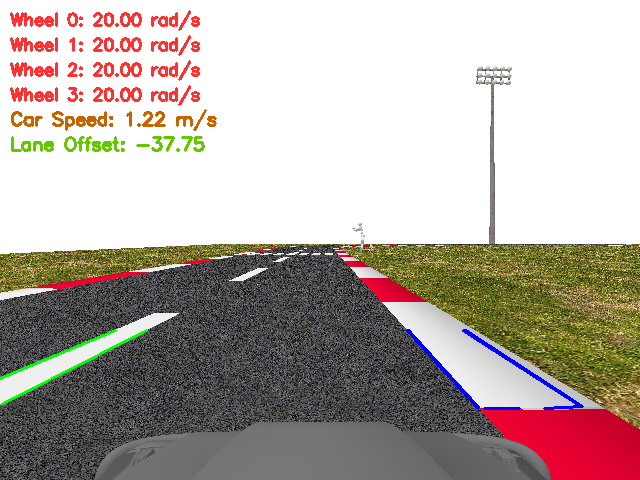 Wheel 0: 20.00 rad/s
Wheel 1: 20.00 rad/s
Wheel 2: 20.00 rad/s
Wheel 3: 20.00 rad/s
Car Speed: 1.22 m/s
Lane Offset: -37.75